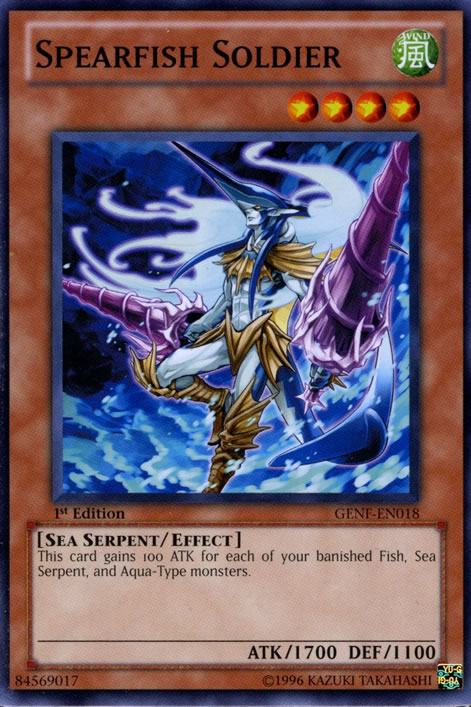 SPEARFISH SOLDIER
WIND
風
1st Edition
GENF-EN018
[SEA SERPENT/EFFECT]
This card gains 100 ATK for each of your banished Fish, Sea
Serpent, and Aqua-Type monsters.
ATK/1700 DEF/1100
84569017
©1996 KAZUKI TAKAHASHI